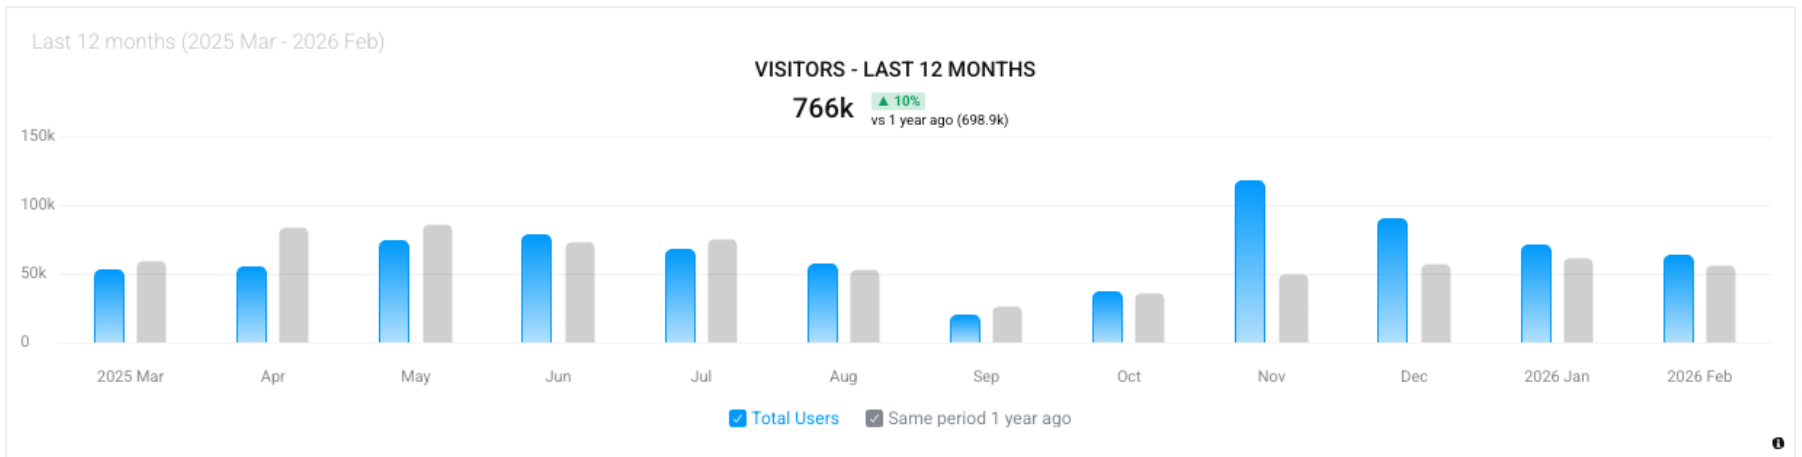 Last 12 months (2025 Mar - 2026 Feb)
VISITORS - LAST 12 MONTHS
766k ▲ 10%
vs 1 year ago (698.9k)
150k
100k
50k
0
2025 Mar Apr May Jun Jul Aug Sep Oct Nov Dec 2026 Jan 2026 Feb
Total Users Same period 1 year ago